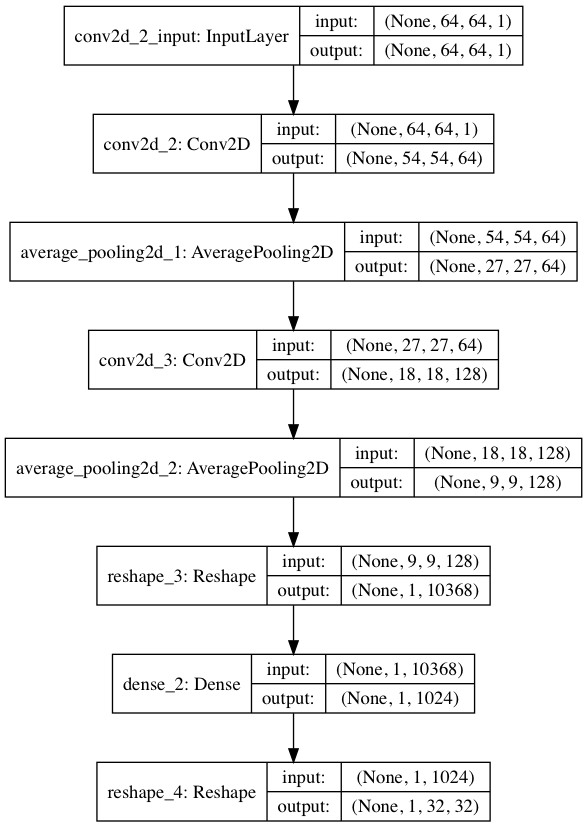 conv2d_2_input: InputLayer
input: (None, 64, 64, 1)
output: (None, 64, 64, 1)
conv2d_2: Conv2D
input: (None, 64, 64, 1)
output: (None, 54, 54, 64)
average_pooling2d_1: AveragePooling2D
input: (None, 54, 54, 64)
output: (None, 27, 27, 64)
conv2d_3: Conv2D
input: (None, 27, 27, 64)
output: (None, 18, 18, 128)
average_pooling2d_2: AveragePooling2D
input: (None, 18, 18, 128)
output: (None, 9, 9, 128)
reshape_3: Reshape
input: (None, 9, 9, 128)
output: (None, 1, 10368)
dense_2: Dense
input: (None, 1, 10368)
output: (None, 1, 1024)
reshape_4: Reshape
input: (None, 1, 1024)
output: (None, 1, 32, 32)